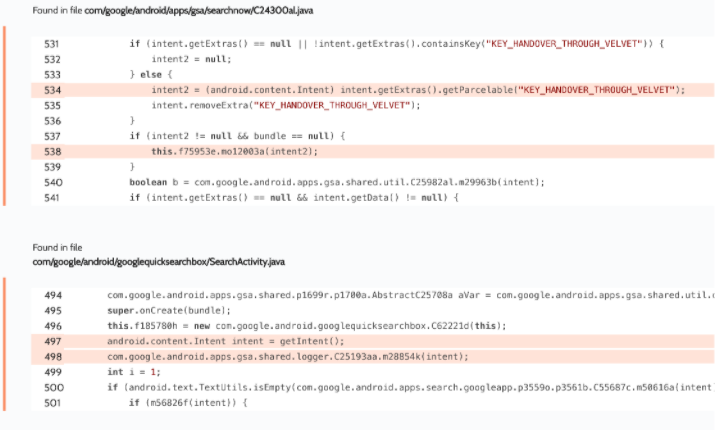 Found in file com/google/android/apps/gsa/searchnow/C24300al.java
531 if (intent.getExtras() == null || !intent.getExtras().containsKey("KEY_HANDOVER_THROUGH_VELVET")) {
532 intent2 = null;
533 } else {
534 intent2 = (android.content.Intent) intent.getExtras().getParcelable("KEY_HANDOVER_THROUGH_VELVET");
535 intent.removeExtra("KEY_HANDOVER_THROUGH_VELVET");
536 }
537 if (intent2 != null && bundle == null) {
538 this.f75953e.mo12003a(intent2);
539 }
540 boolean b = com.google.android.apps.gsa.shared.util.C25982al.m29963b(intent);
541 if (intent.getExtras() == null && intent.getData() != null) {
Found in file
com/google/android/googlequicksearchbox/SearchActivity.java
494 com.google.android.apps.gsa.shared.p1699r.p1700a.AbstractC25708a aVar = com.google.android.apps.gsa.shared.util.c
495 super.onCreate(bundle);
496 this.f185780h = new com.google.android.googlequicksearchbox.C62221d(this);
497 android.content.Intent intent = getIntent();
498 com.google.android.apps.gsa.shared.logger.C25193aa.m28854k(intent);
499 int i = 1;
500 if (android.text.TextUtils.isEmpty(com.google.android.apps.search.googleapp.p3559o.p3561b.C55687c.m50616a(intent
501 if (m56826f(intent)) {